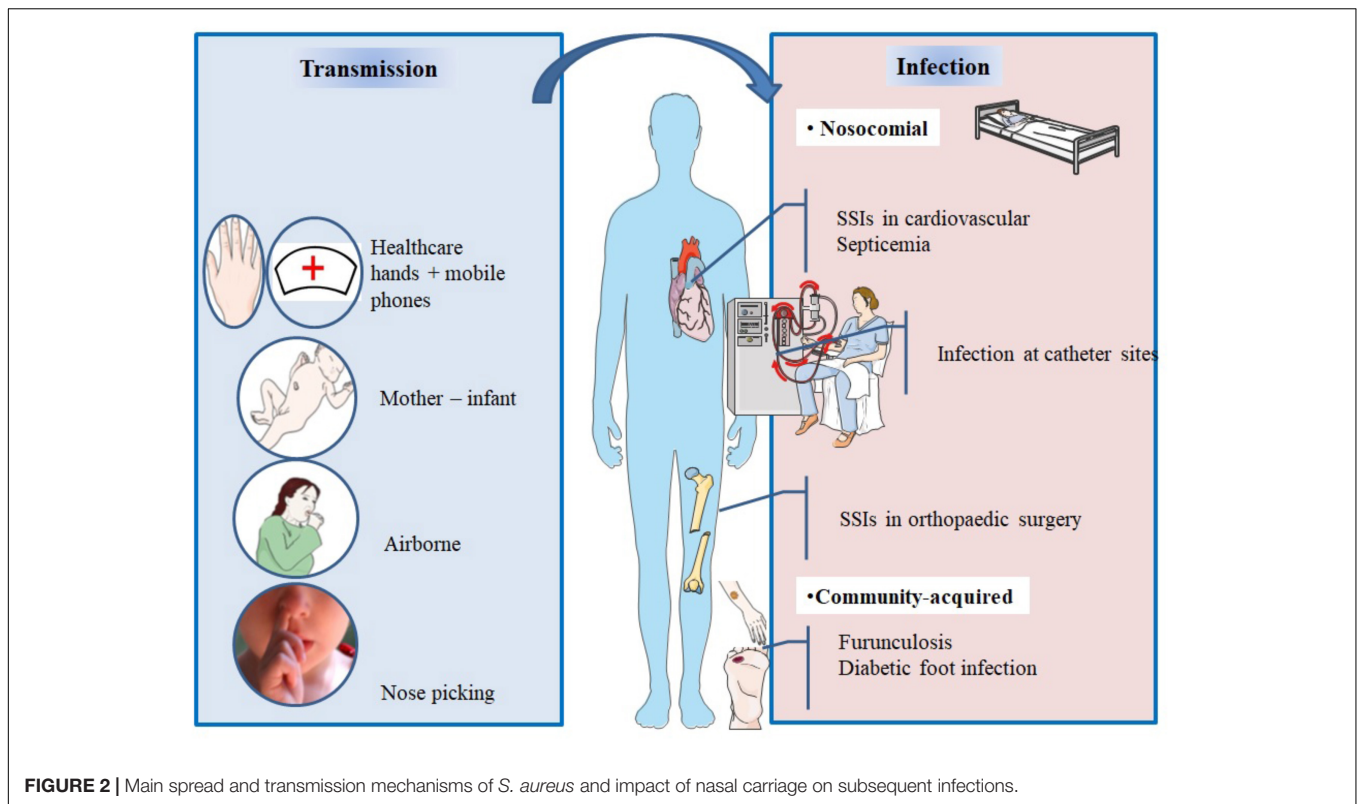 Transmission
Healthcare
hands + mobile
phones
Mother – infant
Airborne
Nose picking
Infection
• Nosocomial
SSIs in cardiovascular
Septicemia
Infection at catheter sites
SSIs in orthopaedic surgery
•Community-acquired
Furunculosis
Diabetic foot infection
FIGURE 2 | Main spread and transmission mechanisms of S. aureus and impact of nasal carriage on subsequent infections.